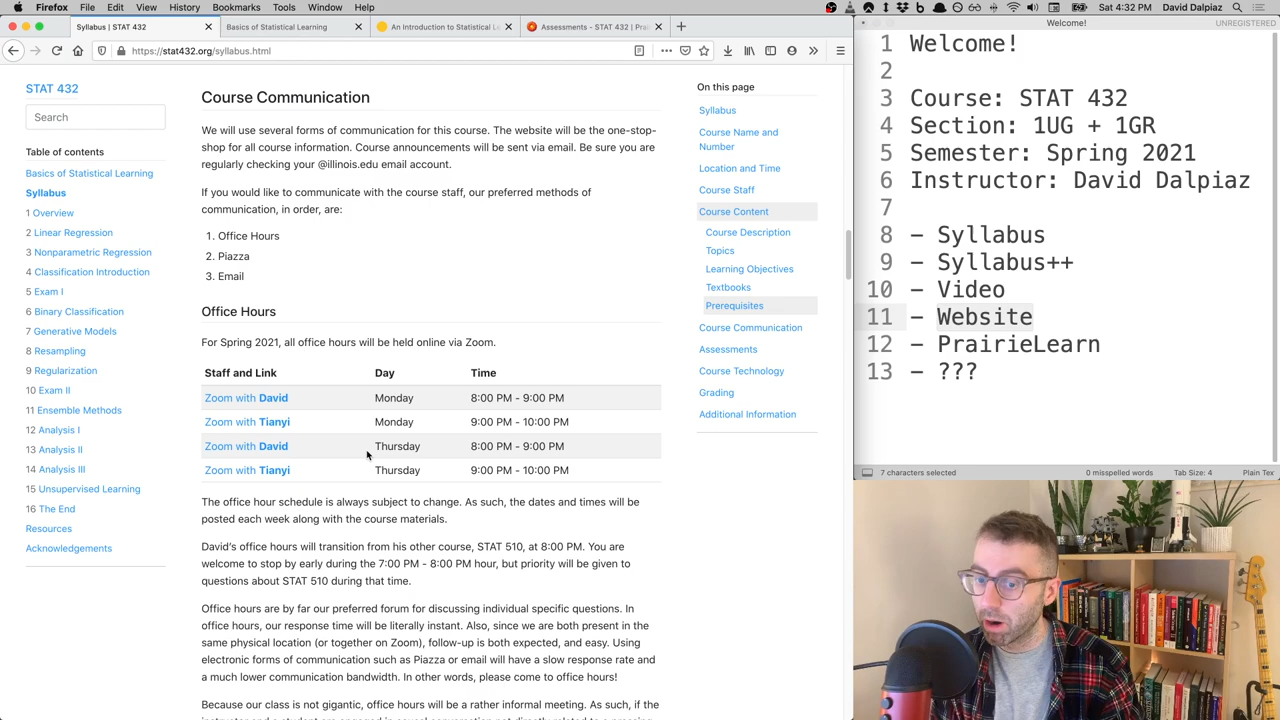 Firefox File Edit View History Bookmarks Tools Window Help
Sat 4:32 PM David Dalpiaz
Syllabus | STAT 432
Basics of Statistical Learning
An Introduction to Statistical Le
Assessments - STAT 432 | Prai
https://stat432.org/syllabus.html
STAT 432
Search
Table of contents
Basics of Statistical Learning
Syllabus
1 Overview
2 Linear Regression
3 Nonparametric Regression
4 Classification Introduction
5 Exam I
6 Binary Classification
7 Generative Models
8 Resampling
9 Regularization
10 Exam II
11 Ensemble Methods
12 Analysis I
13 Analysis II
14 Analysis III
15 Unsupervised Learning
16 The End
Resources
Acknowledgements
Course Communication
We will use several forms of communication for this course. The website will be the one-stop-
shop for all course information. Course announcements will be sent via email. Be sure you are
regularly checking your @illinois.edu email account.
If you would like to communicate with the course staff, our preferred methods of
communication, in order, are:
1. Office Hours
2. Piazza
3. Email
Office Hours
For Spring 2021, all office hours will be held online via Zoom.
Staff and Link Day Time
Zoom with David Monday 8:00 PM - 9:00 PM
Zoom with Tianyi Monday 9:00 PM - 10:00 PM
Zoom with David Thursday 8:00 PM - 9:00 PM
Zoom with Tianyi Thursday 9:00 PM - 10:00 PM
The office hour schedule is always subject to change. As such, the dates and times will be
posted each week along with the course materials.
David's office hours will transition from his other course, STAT 510, at 8:00 PM. You are
welcome to stop by early during the 7:00 PM - 8:00 PM hour, but priority will be given to
questions about STAT 510 during that time.
Office hours are by far our preferred forum for discussing individual specific questions. In
office hours, our response time will be literally instant. Also, since we are both present in the
same physical location (or together on Zoom), follow-up is both expected, and easy. Using
electronic forms of communication such as Piazza or email will have a slow response rate and
a much lower communication bandwidth. In other words, please come to office hours!
Because our class is not gigantic, office hours will be a rather informal meeting. As such, if the
On this page
Syllabus
Course Name and
Number
Location and Time
Course Staff
Course Content
Course Description
Topics
Learning Objectives
Textbooks
Prerequisites
Course Communication
Assessments
Course Technology
Grading
Additional Information
Welcome!
UNREGISTERED
1 Welcome!
2
3 Course: STAT 432
4 Section: 1UG + 1GR
5 Semester: Spring 2021
6 Instructor: David Dalpiaz
7
8 - Syllabus
9 - Syllabus++
10 - Video
11 - Website
12 - PrairieLearn
13 - ???
7 characters selected
0 misspelled words
Tab Size: 4
Plain Tex